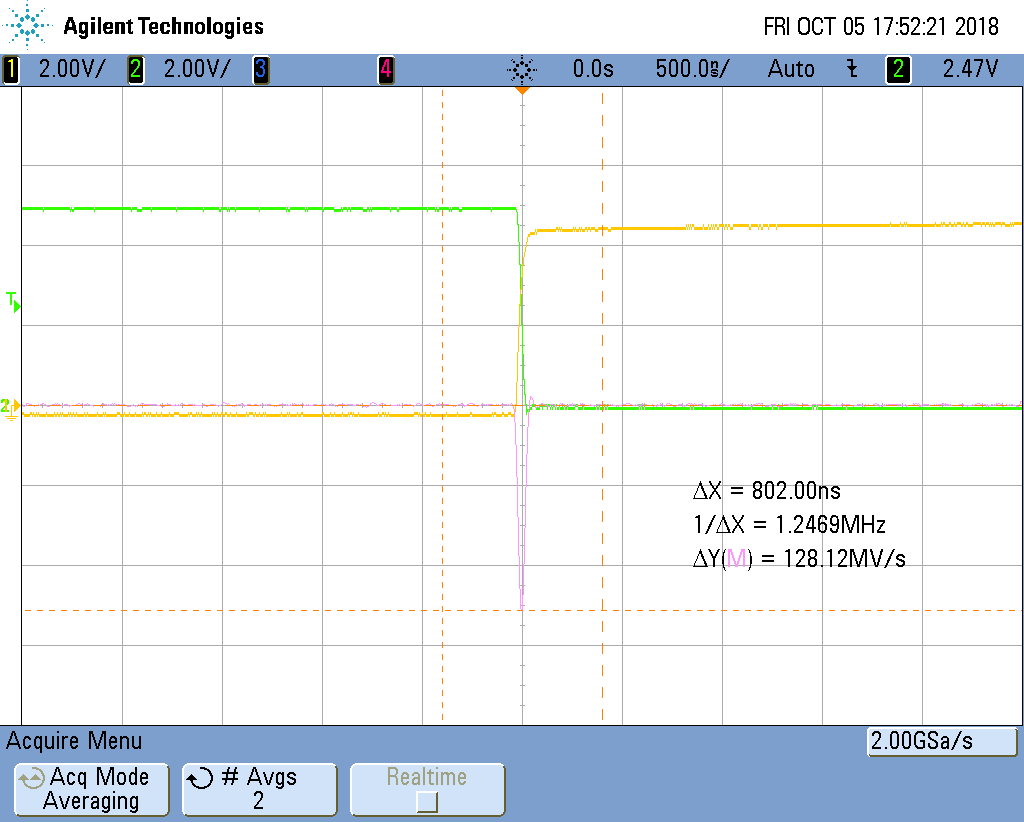 Agilent Technologies
FRI OCT 05 17:52:21 2018
1 2.00V/ 2 2.00V/ 3 4 0.0s 500.0ns/ Auto 2 2.47V
T
2
ΔX = 802.00ns
1/ΔX = 1.2469MHz
ΔY(M) = 128.12MV/s
Acquire Menu
2.00GSa/s
Acq Mode
Averaging
# Avgs
2
Realtime